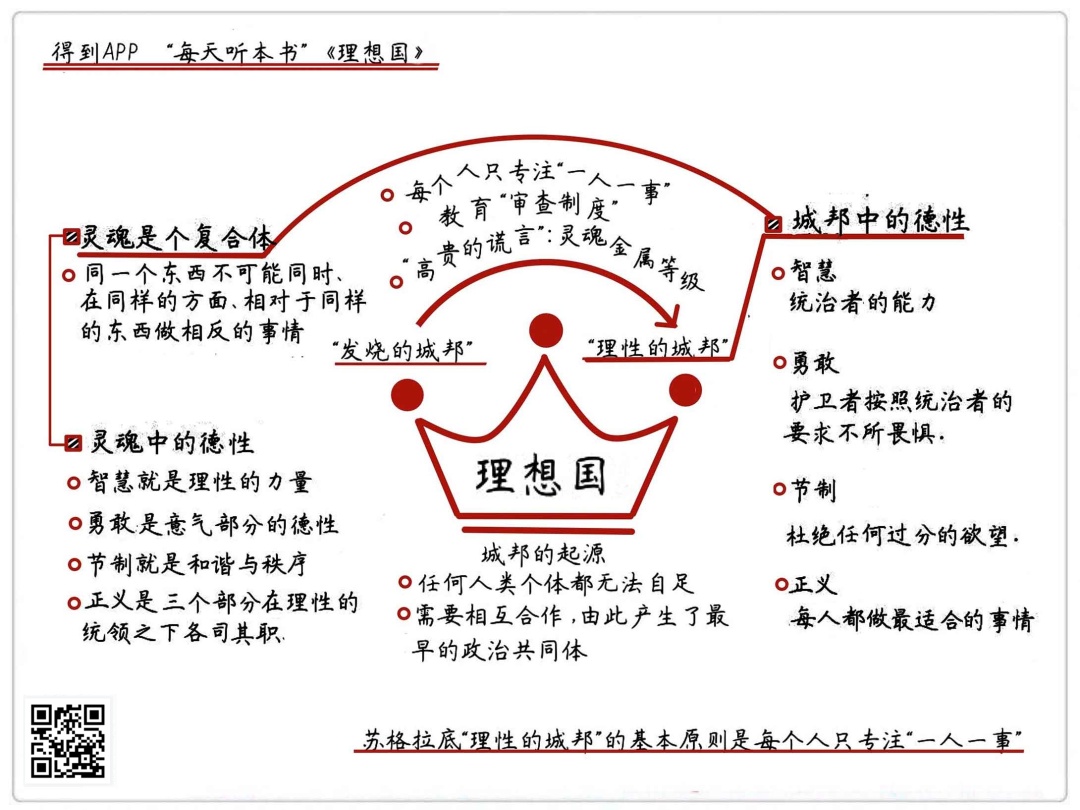 得到APP “每天听本书”《理想国》
每个人只专注“一人一事”
教育“审查制度”
“高贵的谎言”:灵魂金属等级
“发烧的城邦”
“理性的城邦”
灵魂是个复合体
同一个东西不可能同时、
在同样的方面、相对于同样
的东西做相反的事情
灵魂中的德性
智慧就是理性的力量
勇敢是意气部分的德性
节制就是和谐与秩序
正义是三个部分在理性的
统领之下各司其职.
理想国
城邦的起源
任何人类个体都无法自足
需要相互合作,由此产生了最
早的政治共同体
城邦中的德性
智慧
统治者的能力
勇敢
护卫者按照统治者的
要求不所畏惧.
节制
杜绝任何过分的欲望.
正义
每人都做最适合的事情
苏格拉底“理性的城邦”的基本原则是每个人只专注“一人一事”